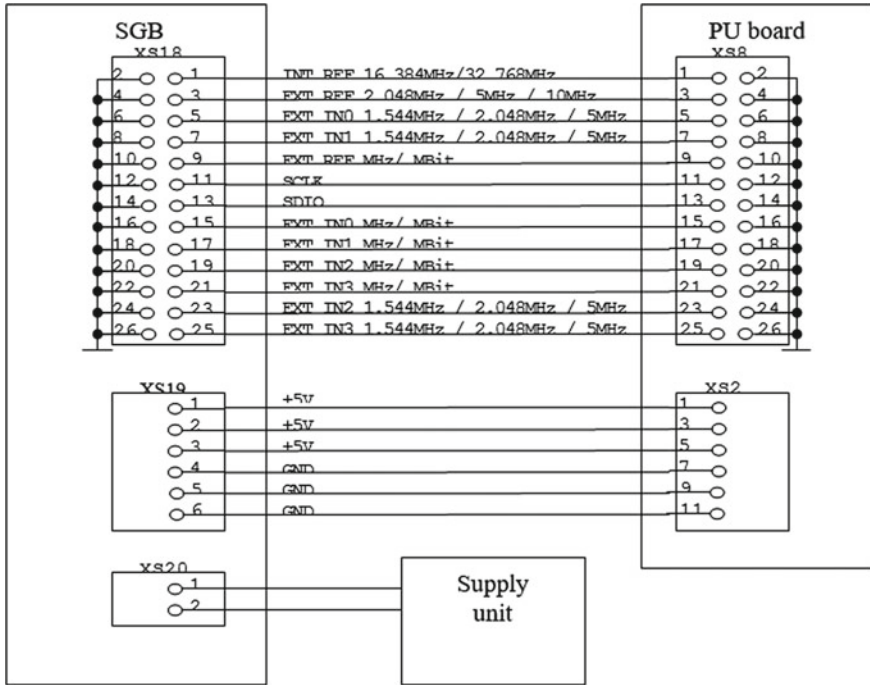 SGB PU board
XS18 XS8
2 1 INT REF 16.384MHz/32.768MHz 1 2
4 3 EXT REF 2.048MHz / 5MHz / 10MHz 3 4
6 5 EXT IN0 1.544MHz / 2.048MHz / 5MHz 5 6
8 7 EXT IN1 1.544MHz / 2.048MHz / 5MHz 7 8
10 9 EXT REF MHz/ MBit 9 10
12 11 SCLK 11 12
14 13 SDIO 13 14
16 15 EXT IN0 MHz/ MBit 15 16
18 17 EXT IN1 MHz/ MBit 17 18
20 19 EXT IN2 MHz/ MBit 19 20
22 21 EXT IN3 MHz/ MBit 21 22
24 23 EXT IN2 1.544MHz / 2.048MHz / 5MHz 23 24
26 25 EXT IN3 1.544MHz / 2.048MHz / 5MHz 25 26
XS19 XS2
1 +5V 1
2 +5V 3
3 +5V 5
4 GND 7
5 GND 9
6 GND 11
XS20
1
2
Supply
unit